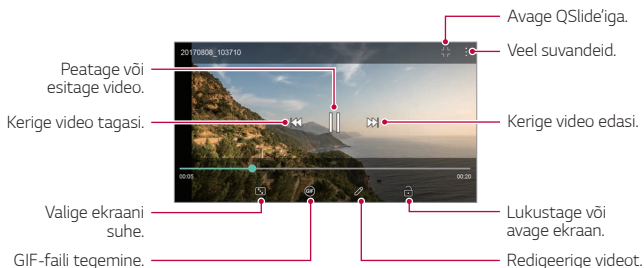 Avage QSlide’iga.
20170808_103710
Veel suvandeid.
Peatage või
esitage video.
Kerige video tagasi.
Kerige video edasi.
00:05
00:20
GIF
Valige ekraani
suhe.
Lukustage või
avage ekraan.
GIF-faili tegemine.
Redigeerige videot.